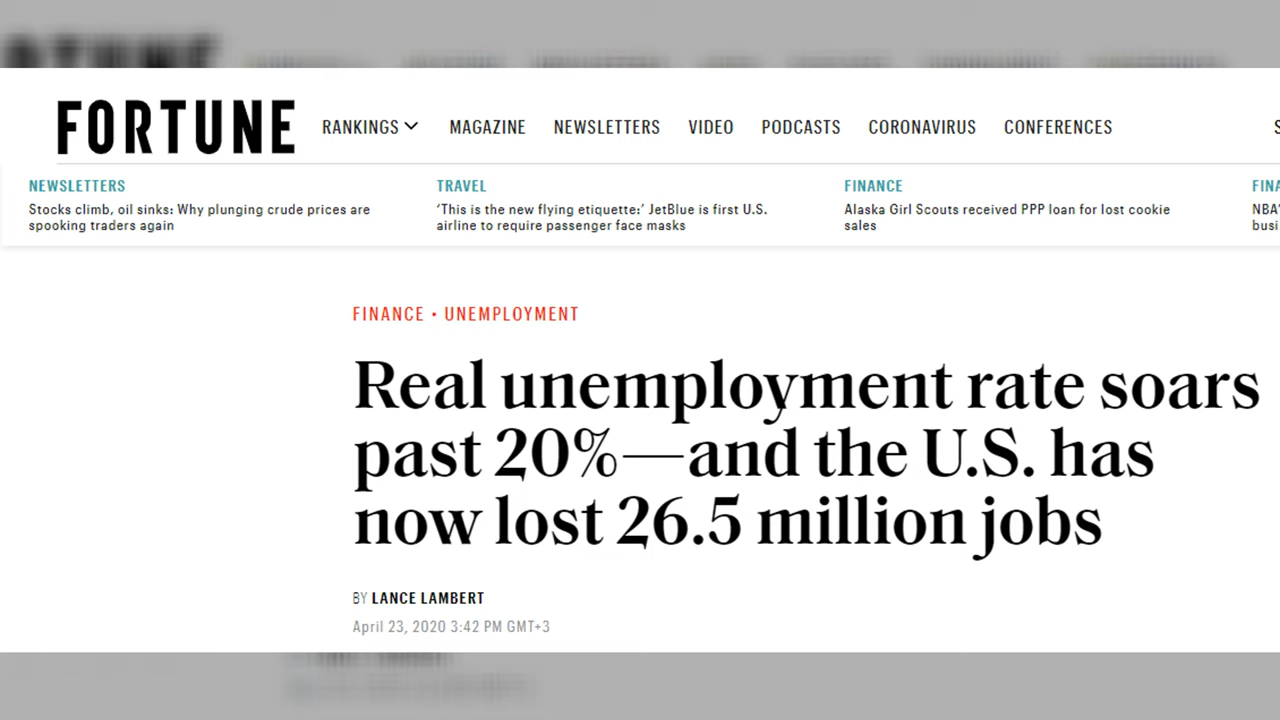 FORTUNE
RANKINGS MAGAZINE NEWSLETTERS VIDEO PODCASTS CORONAVIRUS CONFERENCES
NEWSLETTERS
Stocks climb, oil sinks: Why plunging crude prices are
spooking traders again
TRAVEL
‘This is the new flying etiquette:’ JetBlue is first U.S.
airline to require passenger face masks
FINANCE
Alaska Girl Scouts received PPP loan for lost cookie
sales
FINANCE • UNEMPLOYMENT
Real unemployment rate soars
past 20%—and the U.S. has
now lost 26.5 million jobs
BY LANCE LAMBERT
April 23, 2020 3:42 PM GMT+3